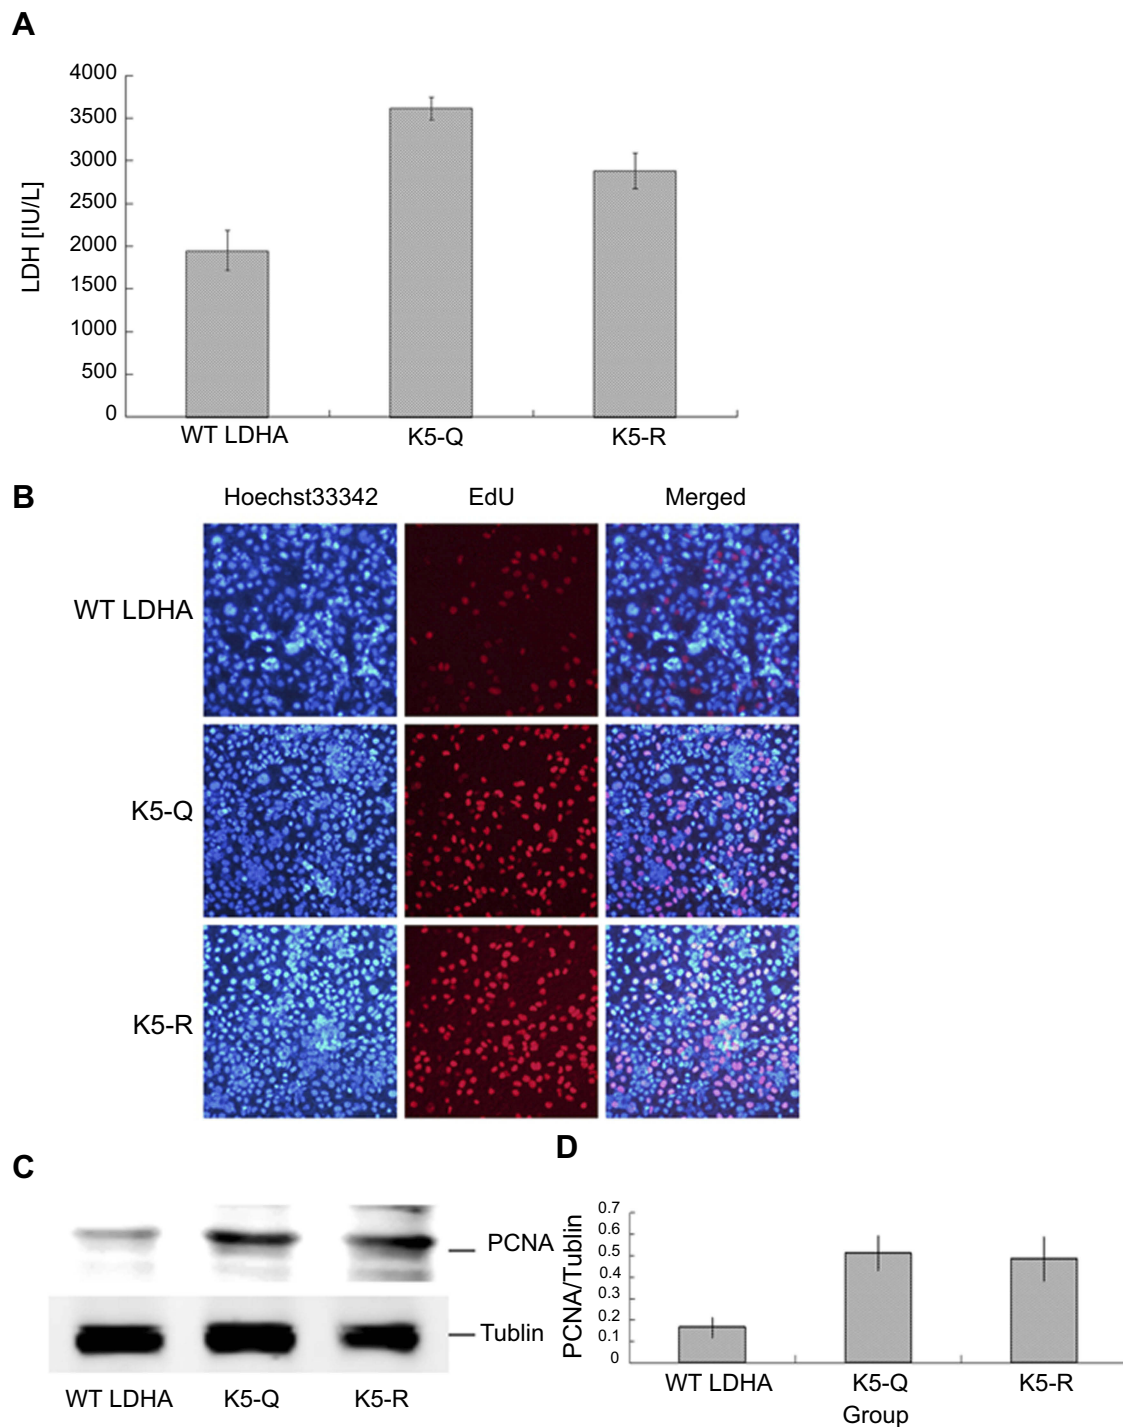 A
4000
3500
3000
2500
2000
1500
1000
500
0
LDH [IU/L]
WT LDHA
K5-Q
K5-R
B
Hoechst33342
EdU
Merged
WT LDHA
K5-Q
K5-R
C
PCNA
Tublin
WT LDHA
K5-Q
K5-R
D
0.7
0.6
0.5
0.4
0.3
0.2
0.1
0
PCNA/Tublin
WT LDHA
K5-Q
K5-R
Group